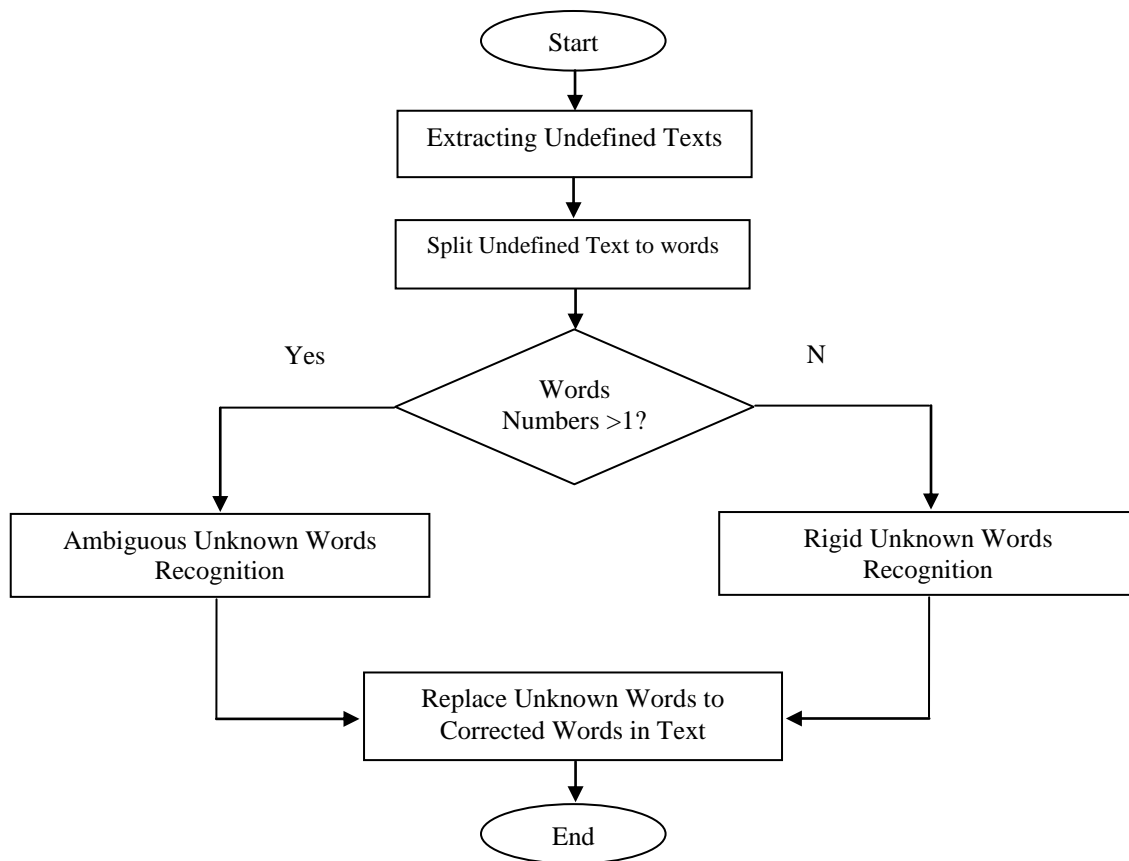 Start
Extracting Undefined Texts
Split Undefined Text to words
Yes
N
Words
Numbers >1?
Ambiguous Unknown Words
Recognition
Rigid Unknown Words
Recognition
Replace Unknown Words to
Corrected Words in Text
End